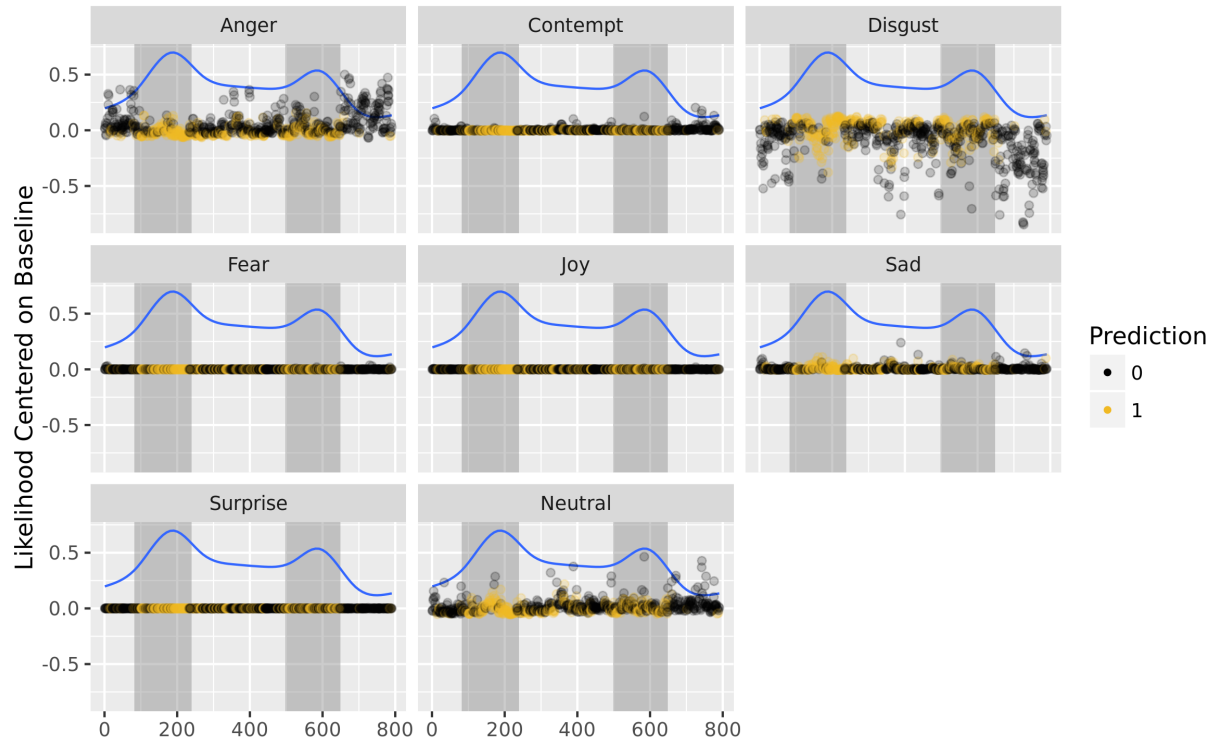 Anger
Contempt
Disgust
0.5
0.0
-0.5
Fear
Joy
Sad
0.5
0.0
-0.5
Surprise
Neutral
0.5
0.0
-0.5
0 200 400 600 800
0 200 400 600 800
Likelihood Centered on Baseline
Prediction
0
1